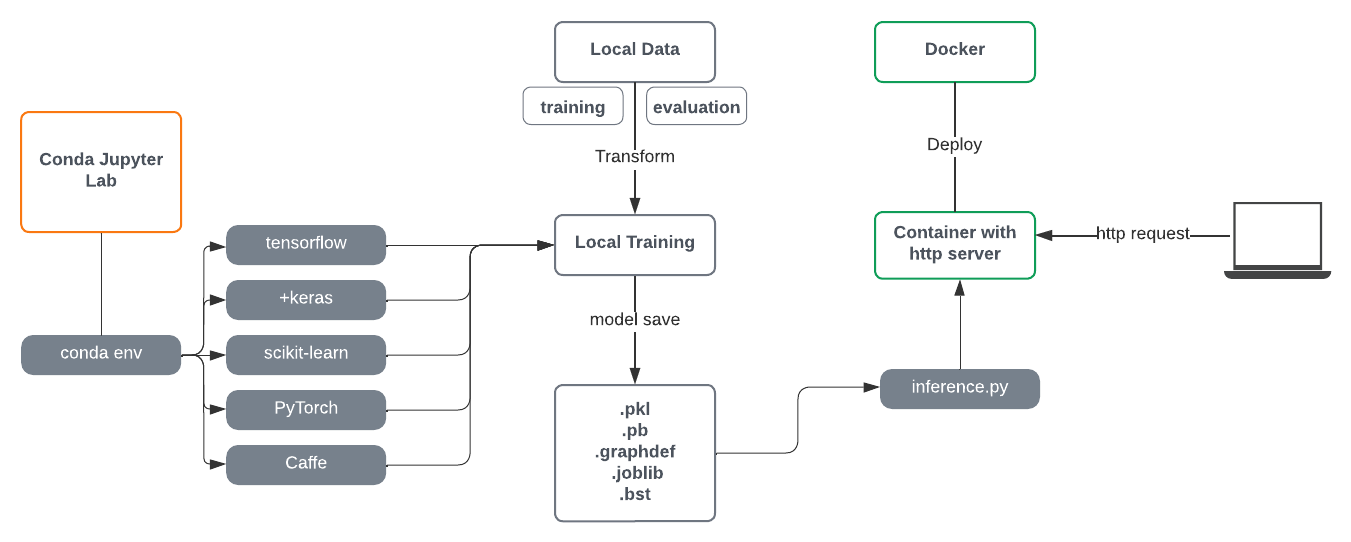 Local Data
Docker
training
evaluation
Deploy
Transform
Conda Jupyter
Lab
tensorflow
Local Training
Container with
http server
http request
+keras
model save
conda env
scikit-learn
PyTorch
Caffe
.pkl
.pb
.graphdef
.joblib
.bst
inference.py